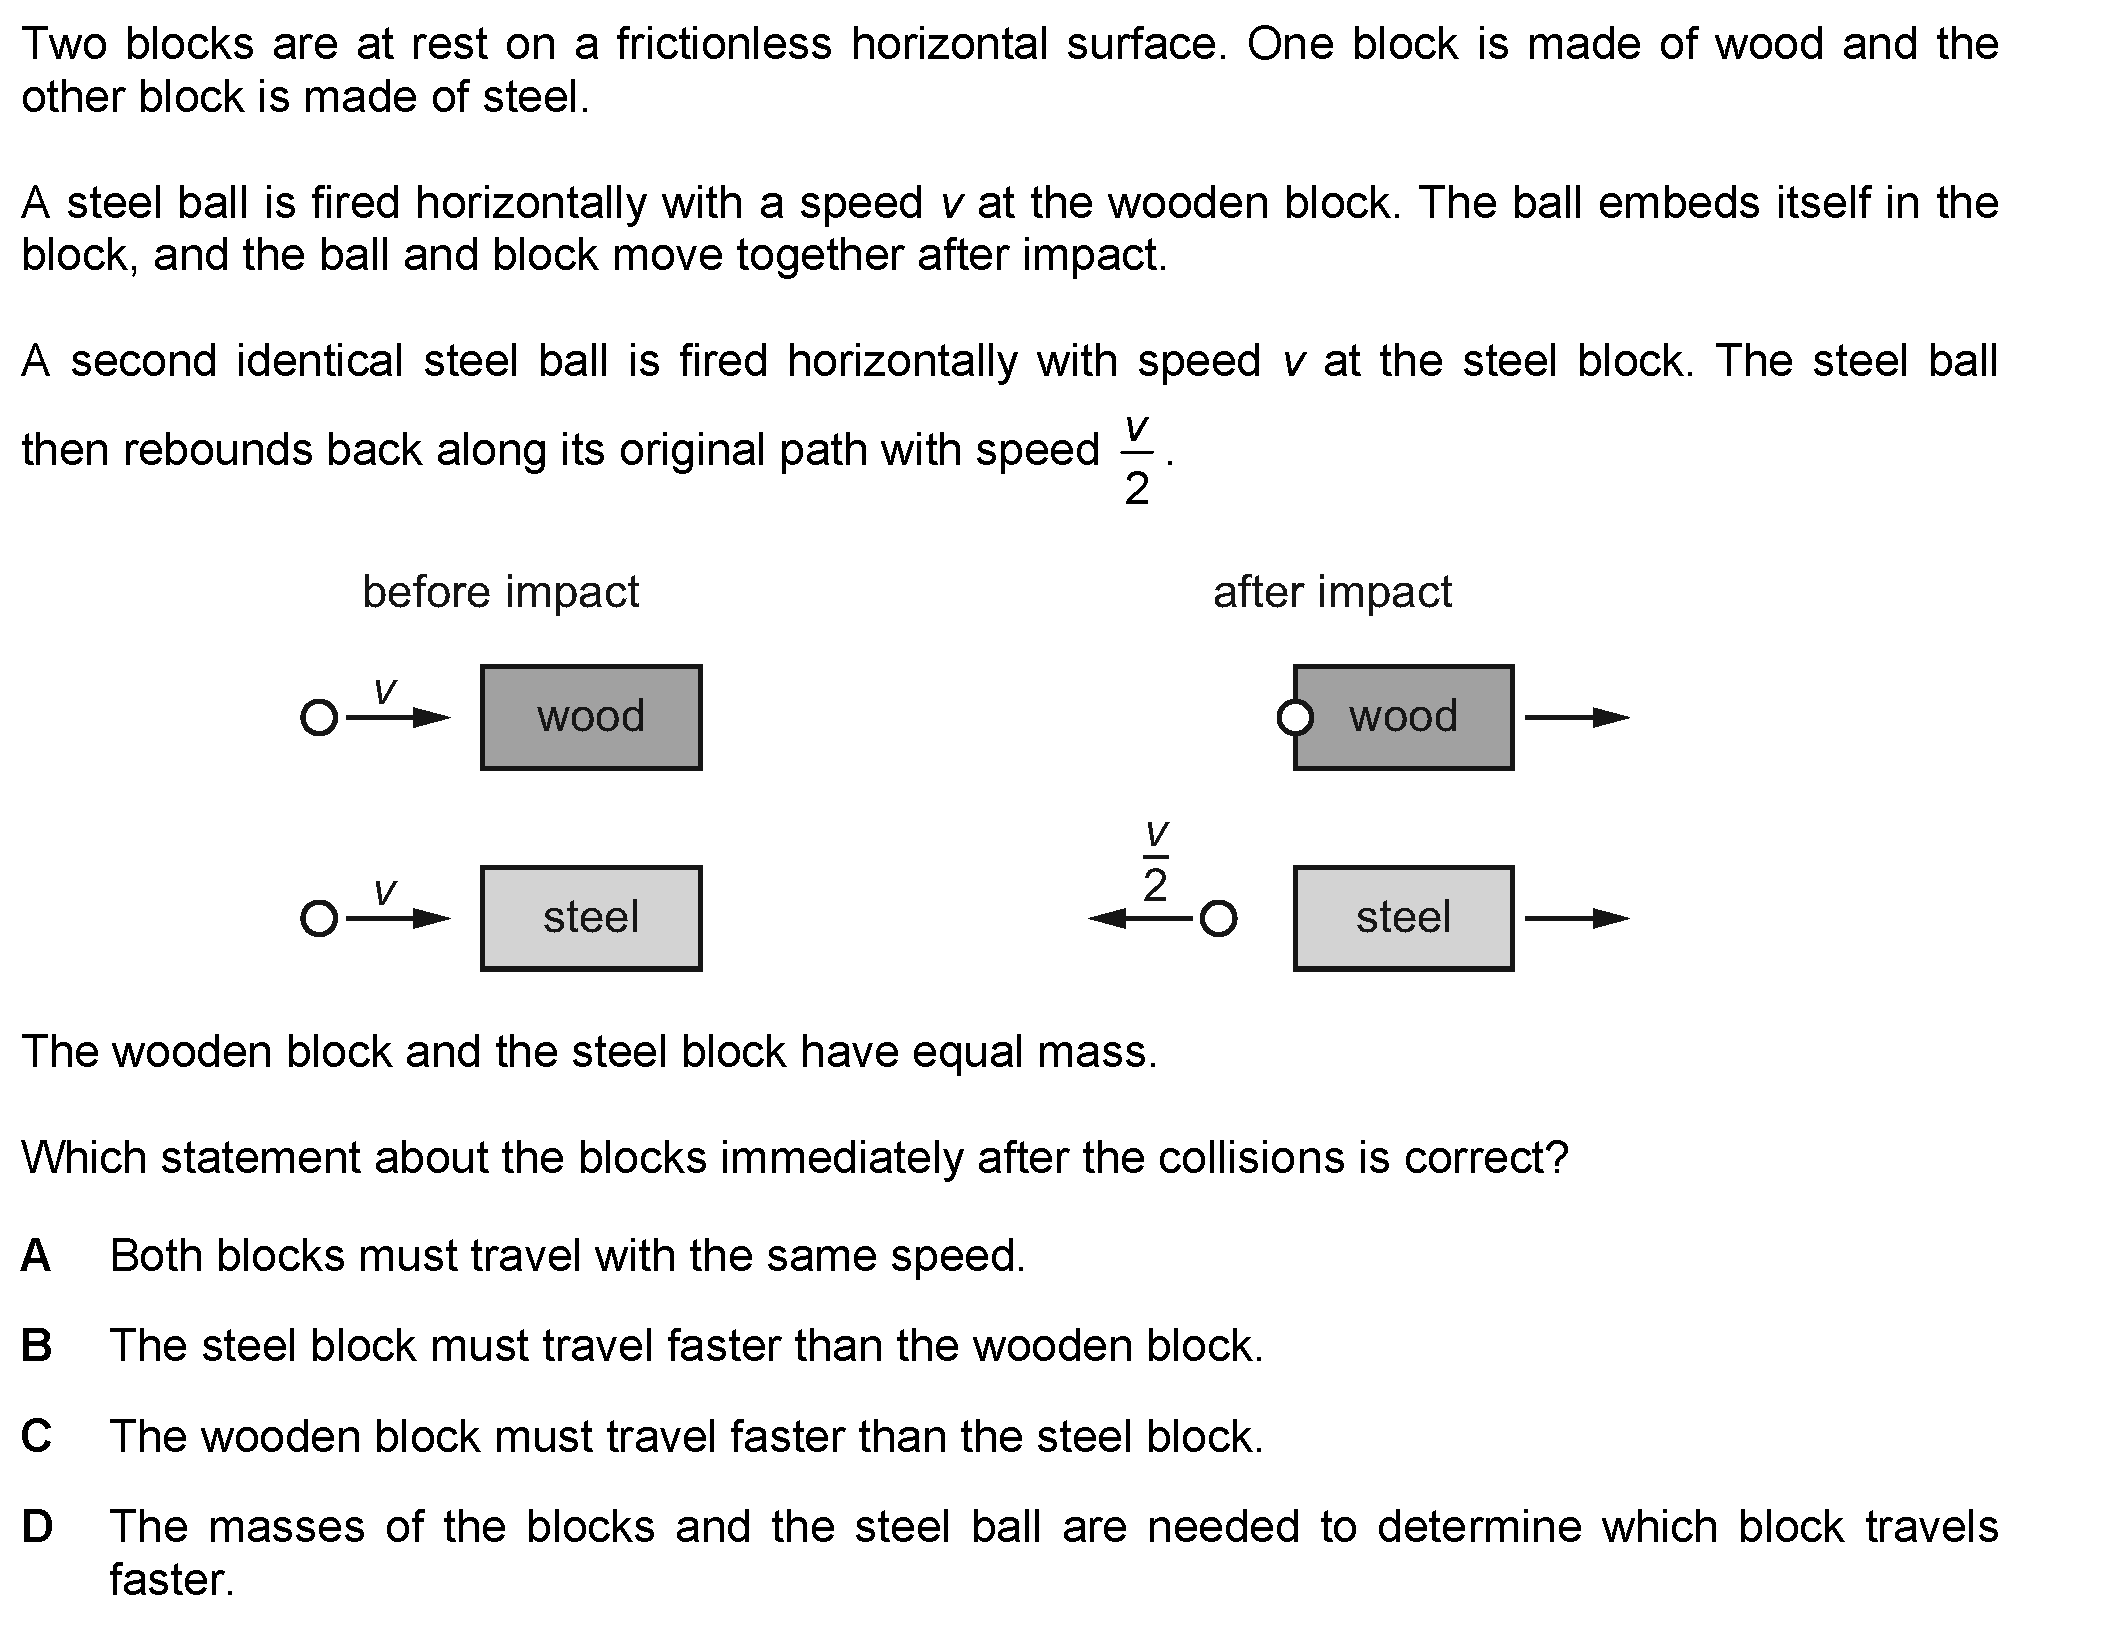 Two blocks are at rest on a frictionless horizontal surface. One block is made of wood and the
other block is made of steel.
A steel ball is fired horizontally with a speed v at the wooden block. The ball embeds itself in the
block, and the ball and block move together after impact.
A second identical steel ball is fired horizontally with speed v at the steel block. The steel ball
then rebounds back along its original path with speed v/2.
before impact
after impact
v
wood
wood
v
steel
v/2
steel
The wooden block and the steel block have equal mass.
Which statement about the blocks immediately after the collisions is correct?
A Both blocks must travel with the same speed.
B The steel block must travel faster than the wooden block.
C The wooden block must travel faster than the steel block.
D The masses of the blocks and the steel ball are needed to determine which block travels
faster.